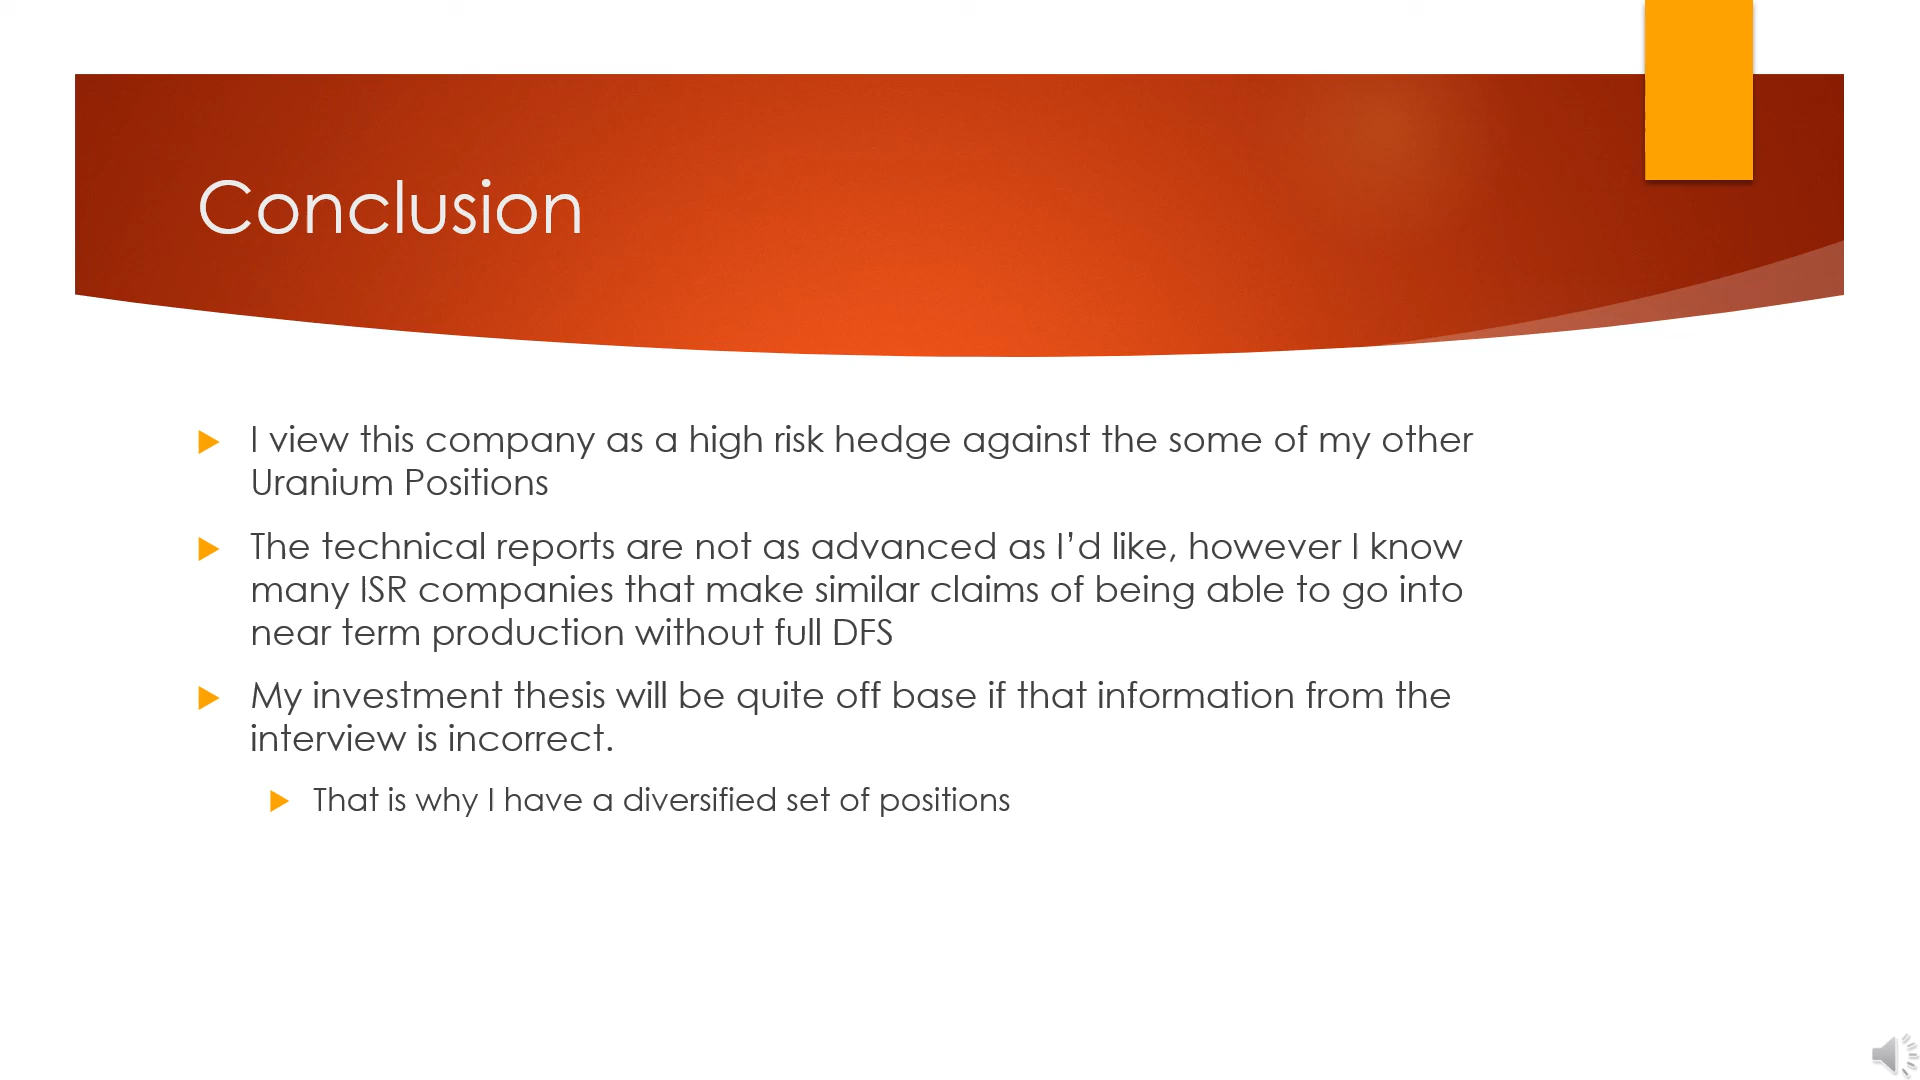 Conclusion
I view this company as a high risk hedge against the some of my other
Uranium Positions
The technical reports are not as advanced as I’d like, however I know
many ISR companies that make similar claims of being able to go into
near term production without full DFS
My investment thesis will be quite off base if that information from the
interview is incorrect.
That is why I have a diversified set of positions